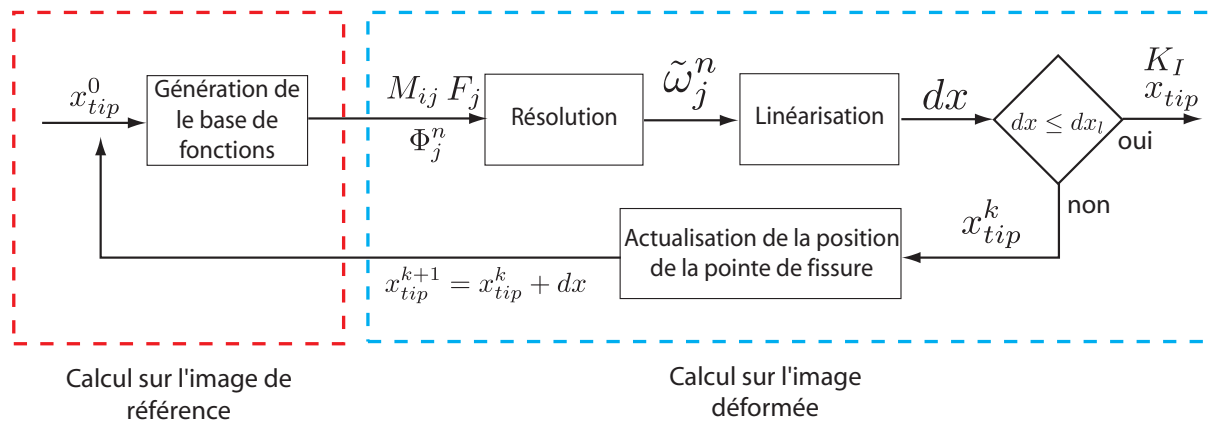 x_{tip}^0
Génération de
le base de
fonctions
M_{ij} F_j
Φ_j^n
Résolution
ω̃_j^n
Linéarisation
dx
dx ≤ dx_l
K_I
x_{tip}
oui
non
x_{tip}^k
Actualisation de la position
de la pointe de fissure
x_{tip}^{k+1} = x_{tip}^k + dx
Calcul sur l'image de
référence
Calcul sur l'image
déformée